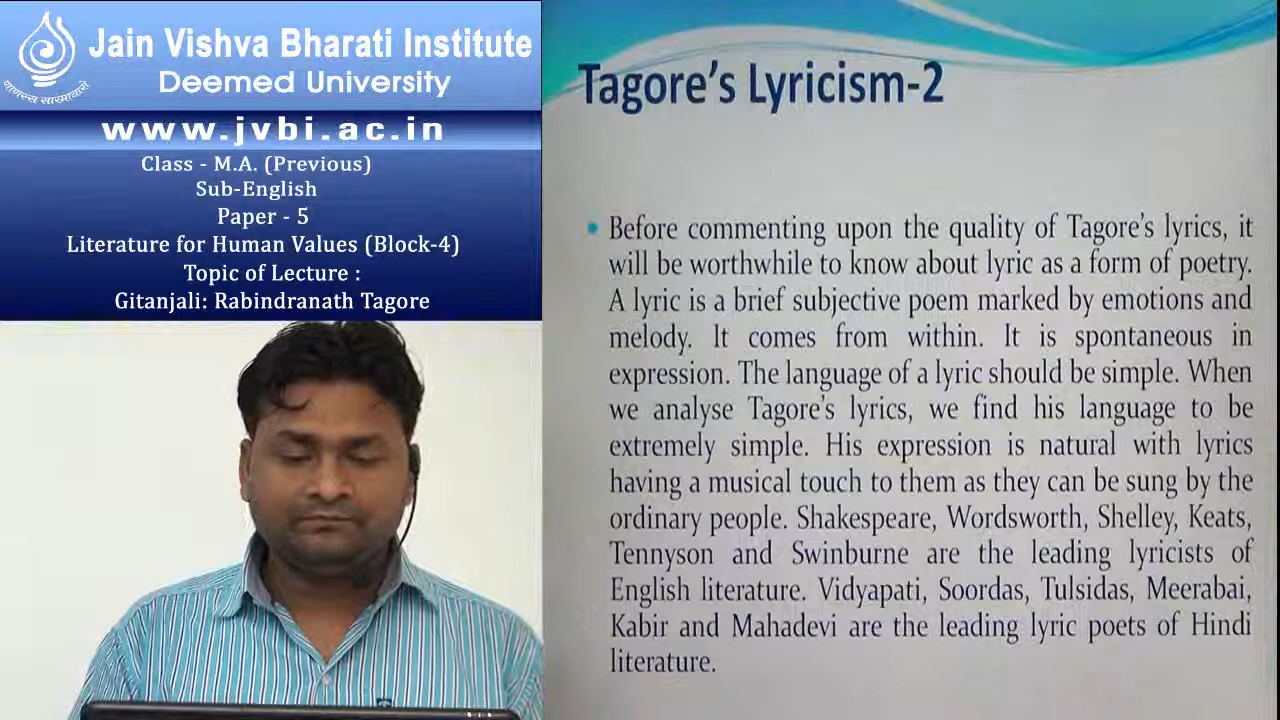 Jain Vishva Bharati Institute
Deemed University
www.jvbi.ac.in
Class - M.A. (Previous)
Sub-English
Paper - 5
Literature for Human Values (Block-4)
Topic of Lecture :
Gitanjali: Rabindranath Tagore
Tagore's Lyricism-2
• Before commenting upon the quality of Tagore's lyrics, it
will be worthwhile to know about lyric as a form of poetry.
A lyric is a brief subjective poem marked by emotions and
melody. It comes from within. It is spontaneous in
expression. The language of a lyric should be simple. When
we analyse Tagore's lyrics, we find his language to be
extremely simple. His expression is natural with lyrics
having a musical touch to them as they can be sung by the
ordinary people. Shakespeare, Wordsworth, Shelley, Keats,
Tennyson and Swinburne are the leading lyricists of
English literature. Vidyapati, Soordas, Tulsidas, Meerabai,
Kabir and Mahadevi are the leading lyric poets of Hindi
literature.